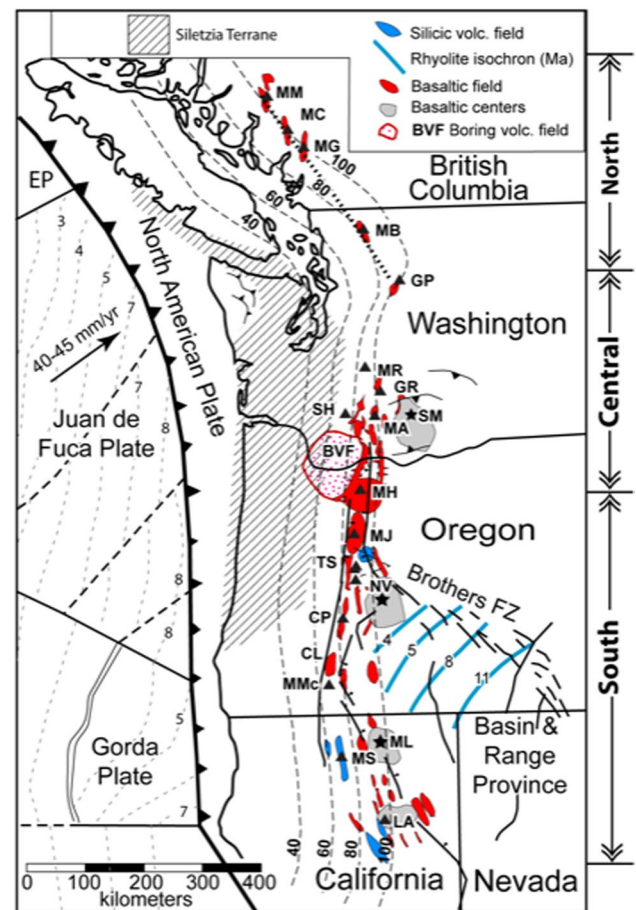 Siletzia Terrane
Silicic volc. field
Rhyolite isochron (Ma)
Basaltic field
Basaltic centers
BVF Boring volc. field
MM
MC
MG
100
80
60
40
British
Columbia
North
EP
3
4
5
7
North American Plate
MB
GP
40-45 mm/yr
Washington
Central
7
8
Juan de
Fuca Plate
MR
GR
SH
MA
SM
BVF
MH
MJ
Oregon
TS
NV
Brothers FZ
CP
8
8
4
5
8
11
CL
MMc
South
5
Gorda
Plate
7
ML
MS
LA
Basin &
Range
Province
40
60
80
100
0 100 200 300 400
kilometers
California
Nevada